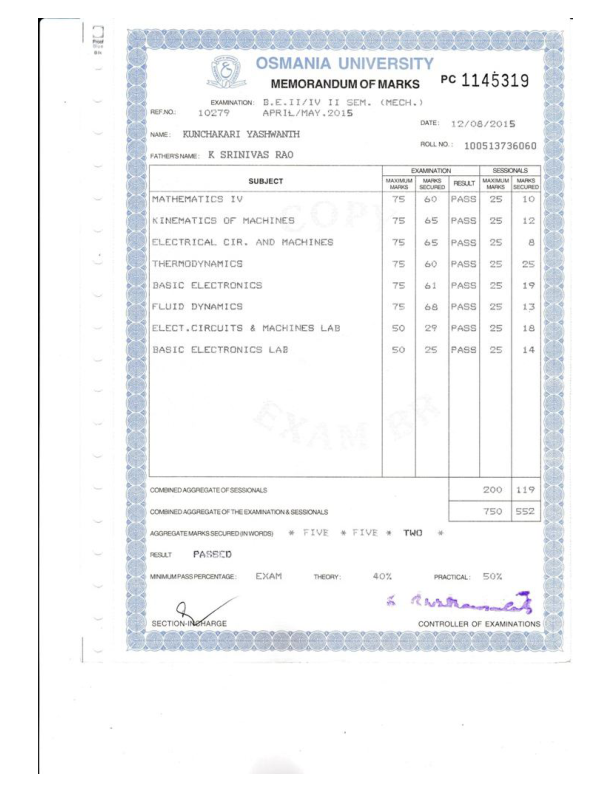 OSMANIA UNIVERSITY
MEMORANDUM OF MARKS PC 1145319
EXAMINATION: B.E.II/IV II SEM. (MECH.)
REF.NO.: 10279 APRIL/MAY.2015
DATE: 12/08/2015
NAME: KUNCHAKARI YASHWANTH
ROLL NO.: 100513736060
FATHER'S NAME: K SRINIVAS RAO
EXAMINATION SESSIONALS
SUBJECT MAXIMUM MARKS MARKS SECURED RESULT MAXIMUM MARKS MARKS SECURED
MATHEMATICS IV 75 60 PASS 25 10
KINEMATICS OF MACHINES 75 65 PASS 25 12
ELECTRICAL CIR. AND MACHINES 75 65 PASS 25 8
THERMODYNAMICS 75 60 PASS 25 25
BASIC ELECTRONICS 75 61 PASS 25 19
FLUID DYNAMICS 75 68 PASS 25 13
ELECT.CIRCUITS & MACHINES LAB 50 29 PASS 25 18
BASIC ELECTRONICS LAB 50 25 PASS 25 14
COPY
EXAM BR
COMBINED AGGREGATE OF SESSIONALS 200 119
COMBINED AGGREGATE OF THE EXAMINATION & SESSIONALS 750 552
AGGREGATE MARKS SECURED (IN WORDS) * FIVE * FIVE * TWO *
RESULT PASSED
MINIMUM PASS PERCENTAGE: EXAM THEORY: 40% PRACTICAL: 50%
SECTION-INCHARGE CONTROLLER OF EXAMINATIONS